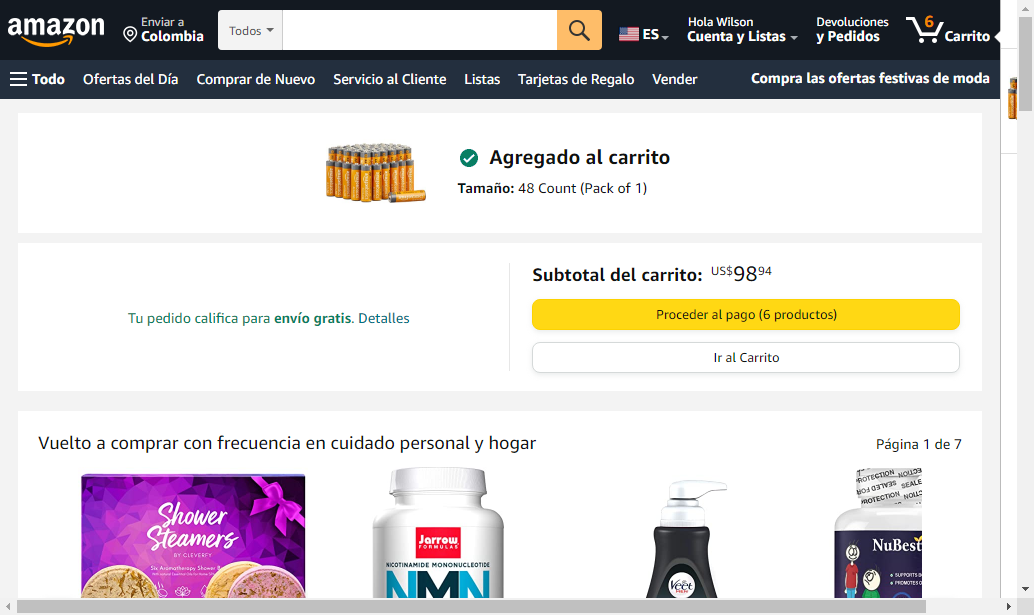 amazon
Enviar a
Colombia
Todos
ES
Hola Wilson
Cuenta y Listas
Devoluciones
y Pedidos
6
Carrito
Todo
Ofertas del Día
Comprar de Nuevo
Servicio al Cliente
Listas
Tarjetas de Regalo
Vender
Compra las ofertas festivas de moda
Agregado al carrito
Tamaño: 48 Count (Pack of 1)
Tu pedido califica para envío gratis. Detalles
Subtotal del carrito: US$9894
Proceder al pago (6 productos)
Ir al Carrito
Vuelto a comprar con frecuencia en cuidado personal y hogar
Página 1 de 7
Shower
Steamers
BY CLEVERFY
Six Aromatherapy Shower
Jarrow
FORMULAS
NICOTINAMIDE MONONUCLEOTIDE
NMN
Veet
NuBest